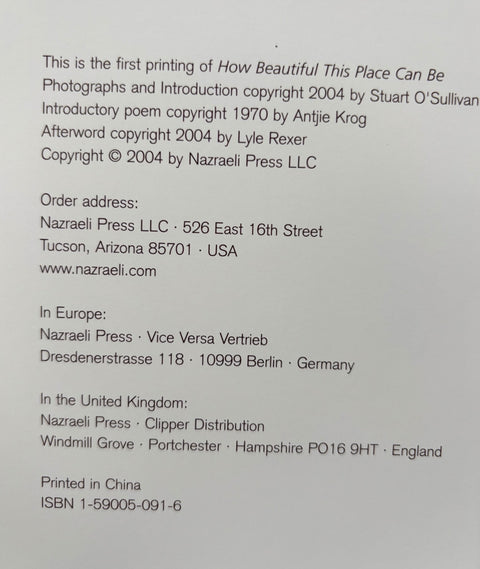 This is the first printing of How Beautiful This Place Can Be
Photographs and Introduction copyright 2004 by Stuart O'Sullivan
Introductory poem copyright 1970 by Antjie Krog
Afterword copyright 2004 by Lyle Rexer
Copyright © 2004 by Nazraeli Press LLC
Order address:
Nazraeli Press LLC · 526 East 16th Street
Tucson, Arizona 85701 · USA
www.nazraeli.com
In Europe:
Nazraeli Press · Vice Versa Vertrieb
Dresdenerstrasse 118 · 10999 Berlin · Germany
In the United Kingdom:
Nazraeli Press · Clipper Distribution
Windmill Grove · Portchester · Hampshire PO16 9HT · England
Printed in China
ISBN 1-59005-091-6